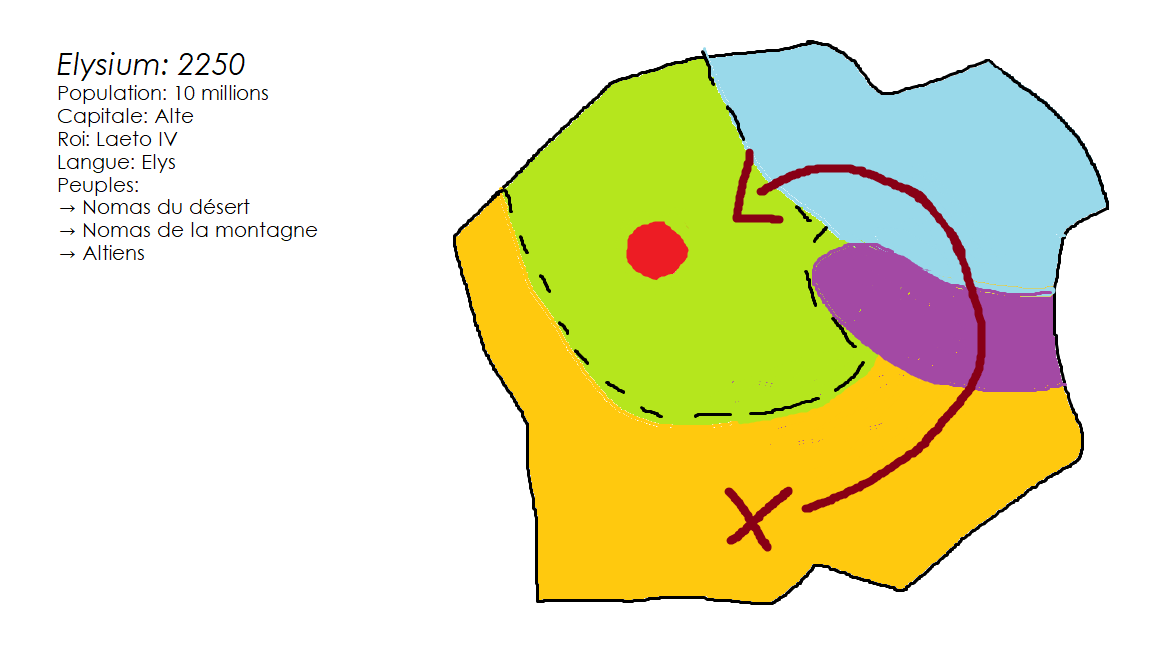 Elysium: 2250
Population: 10 millions
Capitale: Alte
Roi: Laeto IV
Langue: Elys
Peuples:
→ Nomas du désert
→ Nomas de la montagne
→ Altiens